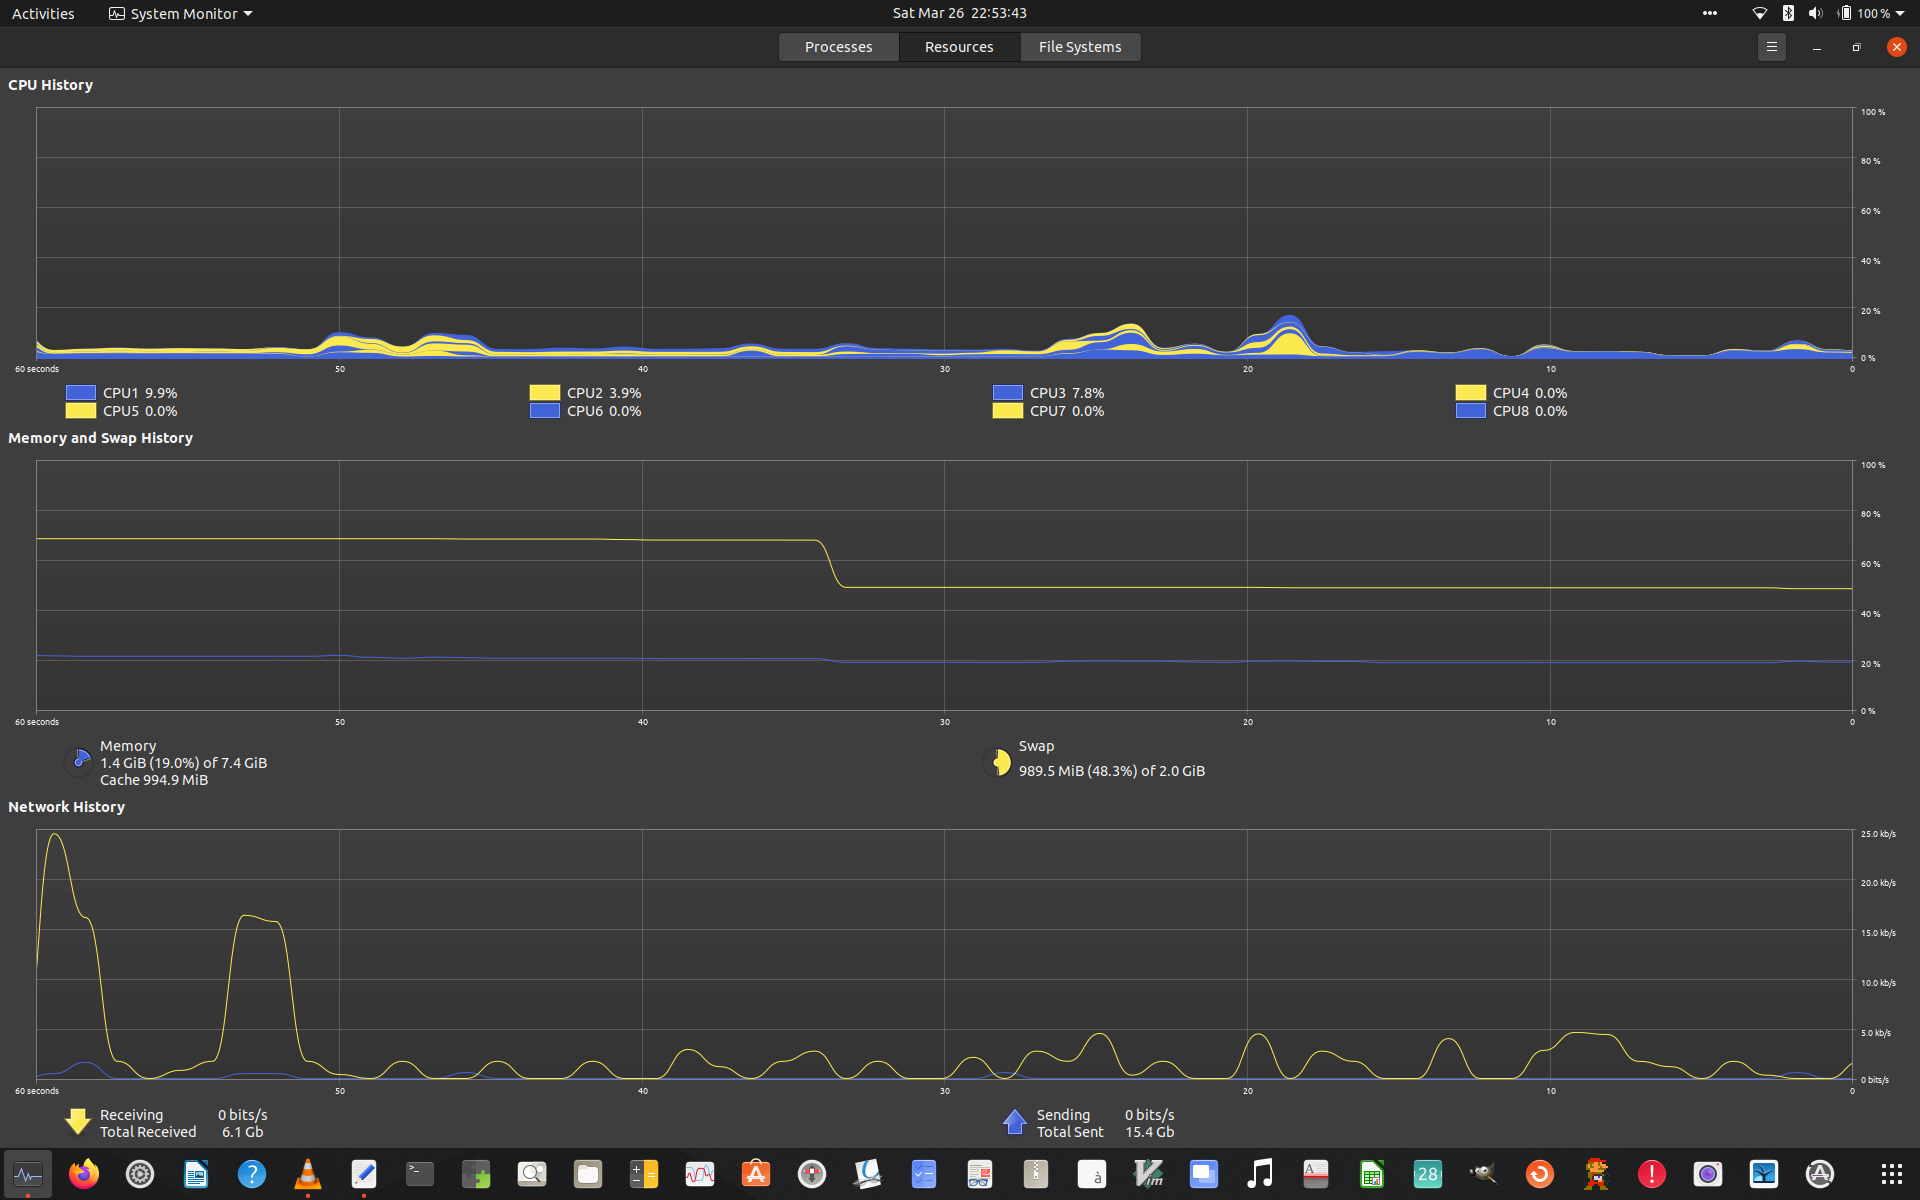 Activities System Monitor Sat Mar 26 22:53:43 100 %
Processes Resources File Systems
CPU History
100 %
80 %
60 %
40 %
20 %
0 %
60 seconds 50 40 30 20 10 0
CPU1 9.9% CPU2 3.9% CPU3 7.8% CPU4 0.0%
CPU5 0.0% CPU6 0.0% CPU7 0.0% CPU8 0.0%
Memory and Swap History
100 %
80 %
60 %
40 %
20 %
0 %
60 seconds 50 40 30 20 10 0
Memory
1.4 GiB (19.0%) of 7.4 GiB
Cache 994.9 MiB
Swap
989.5 MiB (48.3%) of 2.0 GiB
Network History
25.0 kb/s
20.0 kb/s
15.0 kb/s
10.0 kb/s
5.0 kb/s
0 bits/s
60 seconds 50 40 30 20 10 0
Receiving 0 bits/s
Total Received 6.1 Gb
Sending 0 bits/s
Total Sent 15.4 Gb
? >_ A à Vim A 28 !